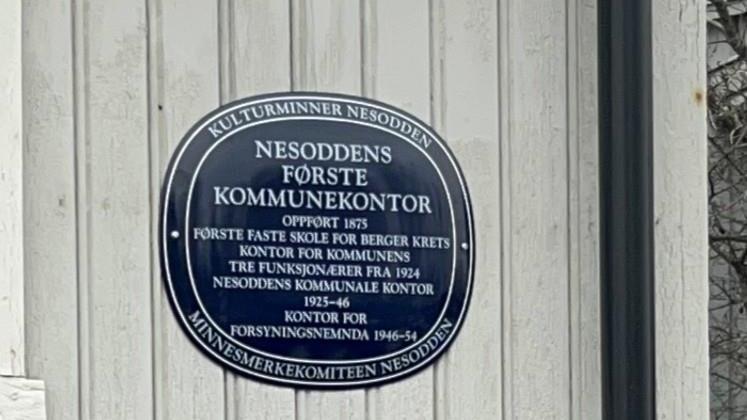 KULTURMINNER NESODDEN
NESODDENS
FØRSTE
KOMMUNEKONTOR
OPPFØRT 1875
FØRSTE FASTE SKOLE FOR BERGER KRETS
KONTOR FOR KOMMUNENS
TRE FUNKSJONÆRER FRA 1924
NESODDENS KOMMUNALE KONTOR
1925–46
KONTOR FOR
FORSYNINGSNEMNDA 1946–54
MINNESMERKEKOMITEEN NESODDEN